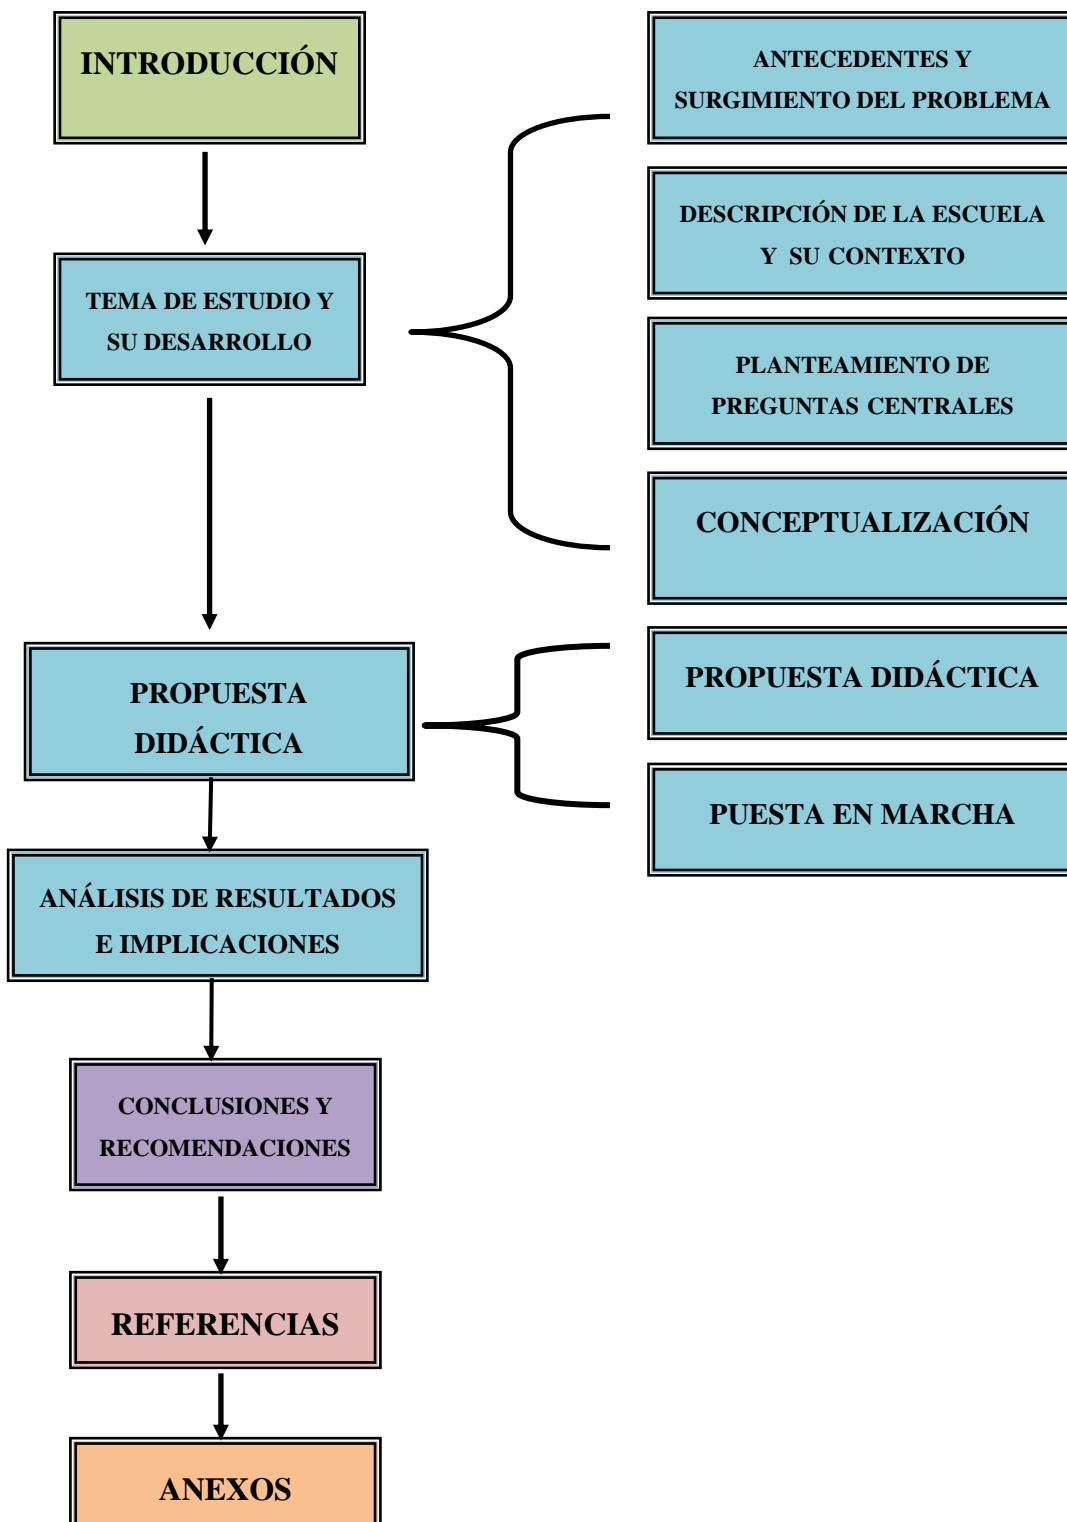 INTRODUCCIÓN
TEMA DE ESTUDIO Y
SU DESARROLLO
ANTECEDENTES Y
SURGIMIENTO DEL PROBLEMA
DESCRIPCIÓN DE LA ESCUELA
Y SU CONTEXTO
PLANTEAMIENTO DE
PREGUNTAS CENTRALES
CONCEPTUALIZACIÓN
PROPUESTA
DIDÁCTICA
PROPUESTA DIDÁCTICA
PUESTA EN MARCHA
ANÁLISIS DE RESULTADOS
E IMPLICACIONES
CONCLUSIONES Y
RECOMENDACIONES
REFERENCIAS
ANEXOS